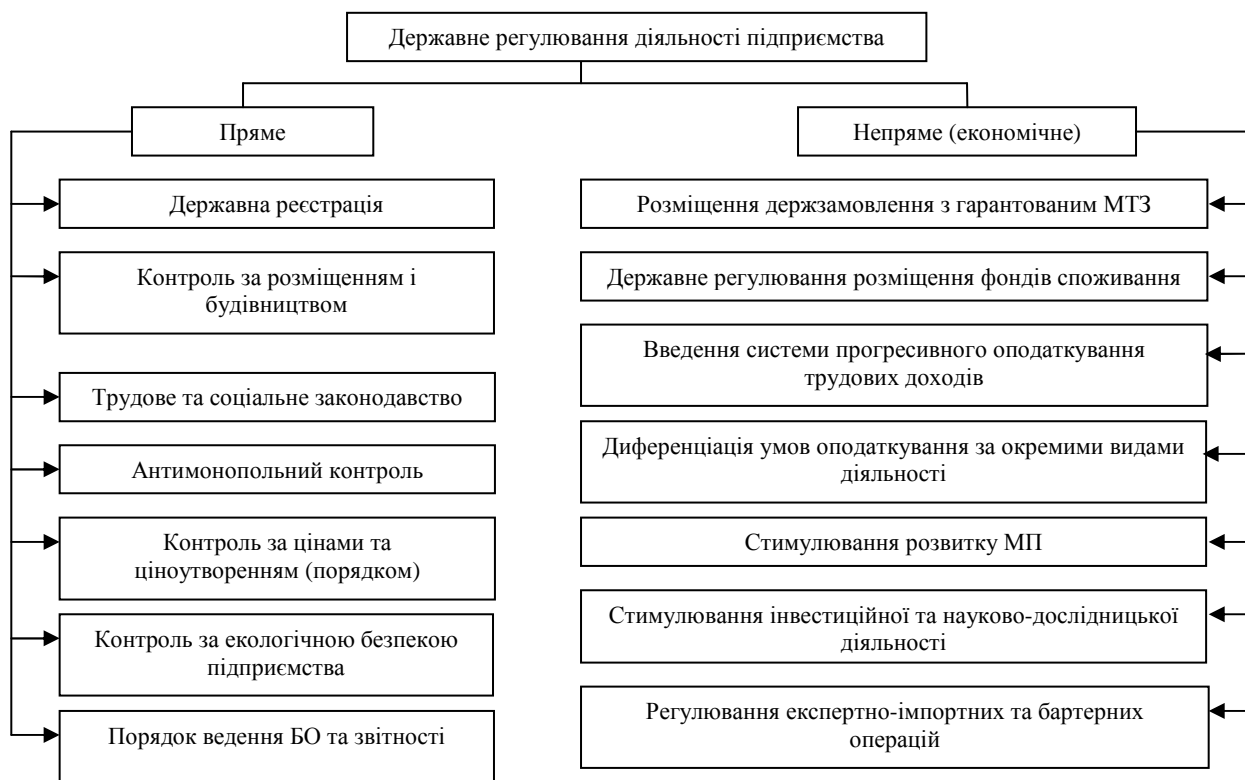 Державне регулювання діяльності підприємства
Пряме
Непряме (економічне)
Державна реєстрація
Контроль за розміщенням і
будівництвом
Трудове та соціальне законодавство
Антимонопольний контроль
Контроль за цінами та
ціноутворенням (порядком)
Контроль за екологічною безпекою
підприємства
Порядок ведення БО та звітності
Розміщення держзамовлення з гарантованим МТЗ
Державне регулювання розміщення фондів споживання
Введення системи прогресивного оподаткування
трудових доходів
Диференціація умов оподаткування за окремими видами
діяльності
Стимулювання розвитку МП
Стимулювання інвестиційної та науково-дослідницької
діяльності
Регулювання експертно-імпортних та бартерних
операцій